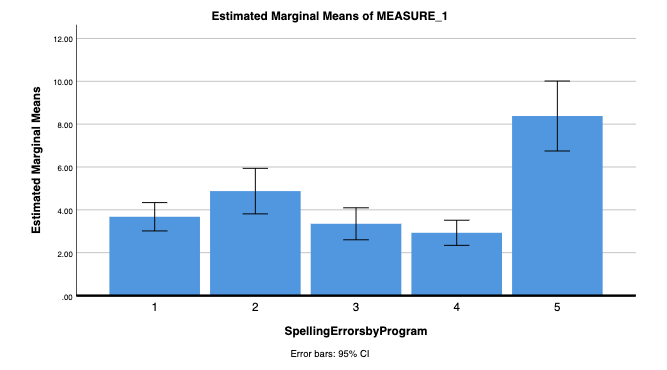 Estimated Marginal Means of MEASURE_1
Estimated Marginal Means
12.00
10.00
8.00
6.00
4.00
2.00
.00
1 2 3 4 5
SpellingErrorsbyProgram
Error bars: 95% CI